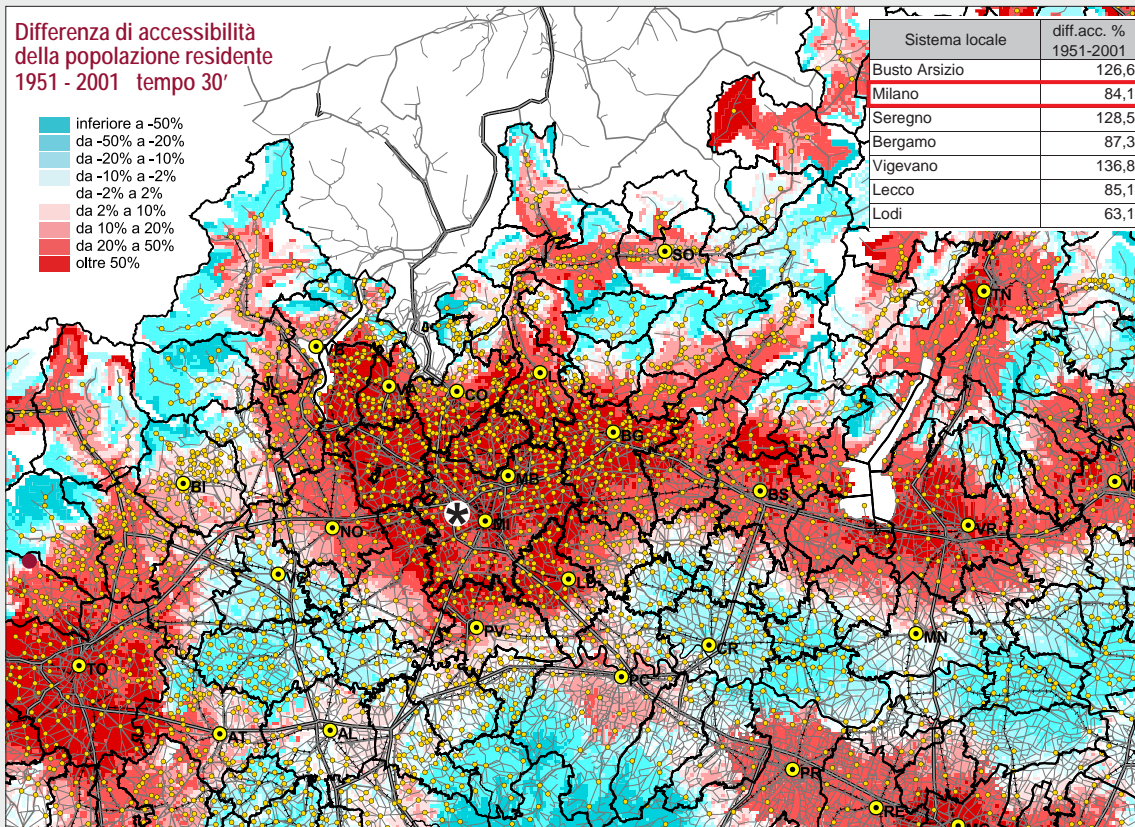 Differenza di accessibilità
della popolazione residente
1951 - 2001 tempo 30'
inferiore a -50%
da -50% a -20%
da -20% a -10%
da -10% a -2%
da -2% a 2%
da 2% a 10%
da 10% a 20%
da 20% a 50%
oltre 50%
Sistema locale
diff.acc. %
1951-2001
Busto Arsizio 126,6
Milano 84,1
Seregno 128,5
Bergamo 87,3
Vigevano 136,8
Lecco 85,1
Lodi 63,1
SO
TN
VB
CO
BG
BI
MB
BS
*
MI
NO
VR
VC
LO
PV
MN
CR
TO
PC
AT
AL
PR
RE